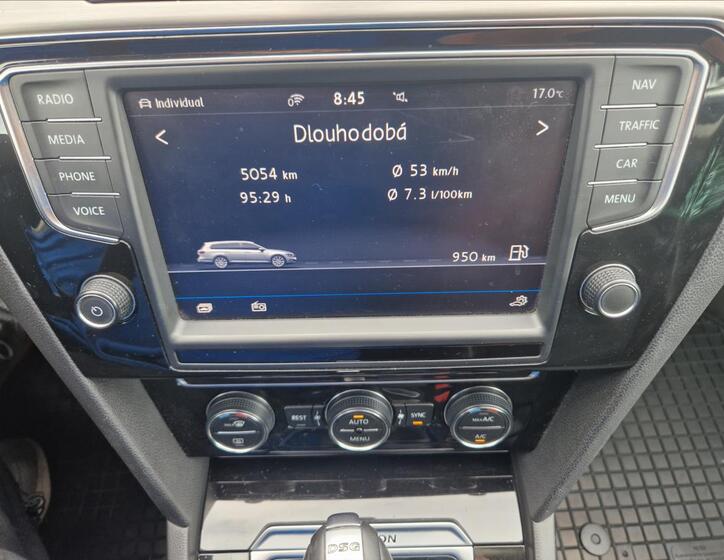 RADIO
MEDIA
PHONE
VOICE
Individual 8:45 17.0°C
< Dlouhodobá >
5054 km Ø 53 km/h
95:29 h Ø 7.3 l/100km
950 km
NAV
TRAFFIC
CAR
MENU
REST AUTO SYNC MAX A/C
MENU A/C
DSG